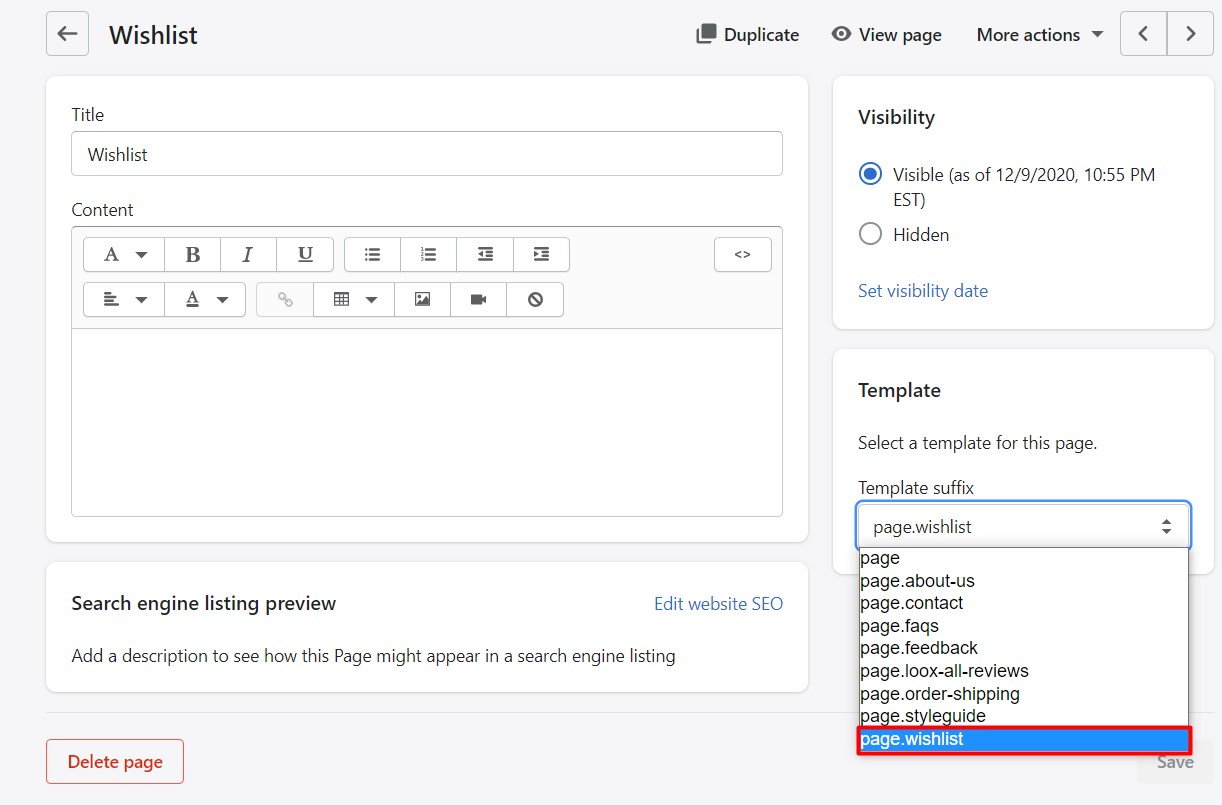 Wishlist
Duplicate
View page
More actions
Title
Wishlist
Content
A
B
I
U
<>
A
Search engine listing preview
Edit website SEO
Add a description to see how this Page might appear in a search engine listing
Delete page
Visibility
Visible (as of 12/9/2020, 10:55 PM
EST)
Hidden
Set visibility date
Template
Select a template for this page.
Template suffix
page.wishlist
page
page.about-us
page.contact
page.faqs
page.feedback
page.loox-all-reviews
page.order-shipping
page.styleguide
page.wishlist
Save